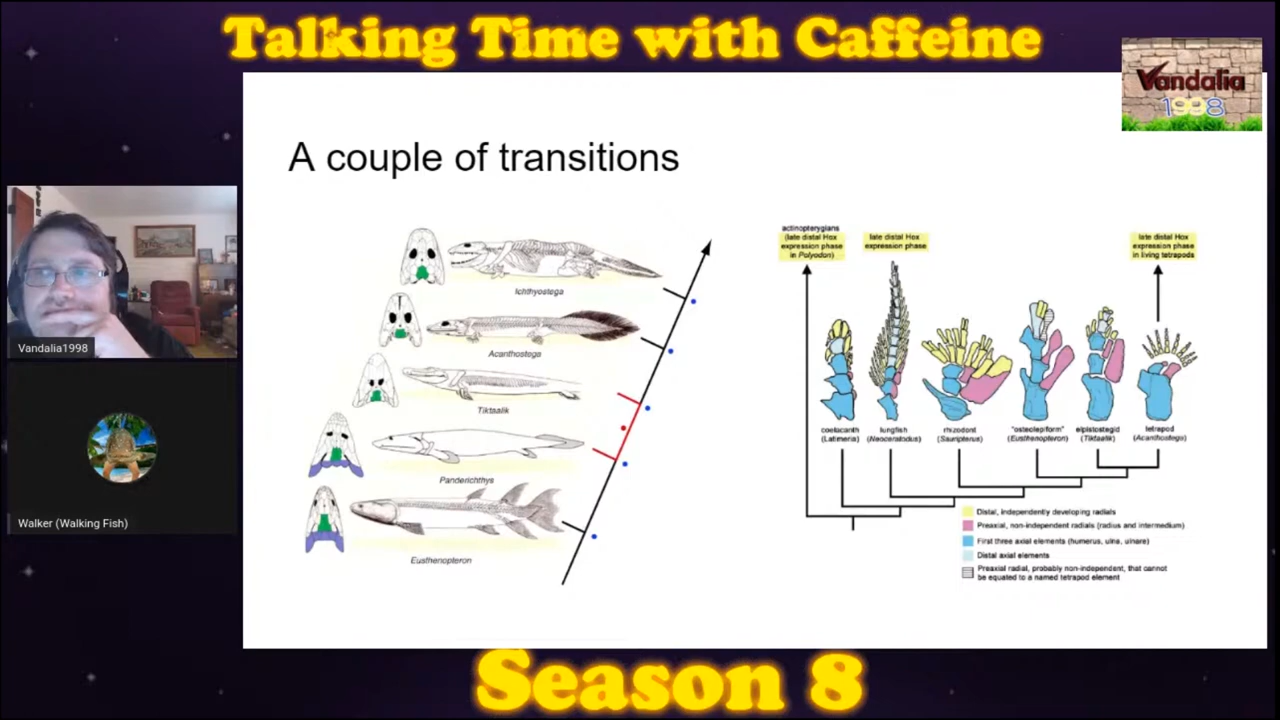 Talking Time with Caffeine
Vandalia
1998
A couple of transitions
Ichthyostega
Acanthostega
Tiktaalik
Panderichthys
Eusthenopteron
actinopterygians
(late distal Hox
expression phase
in Polyodon)
late distal Hox
expression phase
late distal Hox
expression phase
in living tetrapods
coelacanth
(Latimeria)
lungfish
(Neoceratodus)
rhizodont
(Sauripterus)
"osteolepiform"
(Eusthenopteron)
elpistostegid
(Tiktaalik)
tetrapod
(Acanthostega)
Distal, independently developing radials
Preaxial, non-independent radials (radius and intermedium)
First three axial elements (humerus, ulna, ulnare)
Distal axial elements
Preaxial radial, probably non-independent, that cannot
be equated to a named tetrapod element
Vandalia1998
Walker (Walking Fish)
Season 8